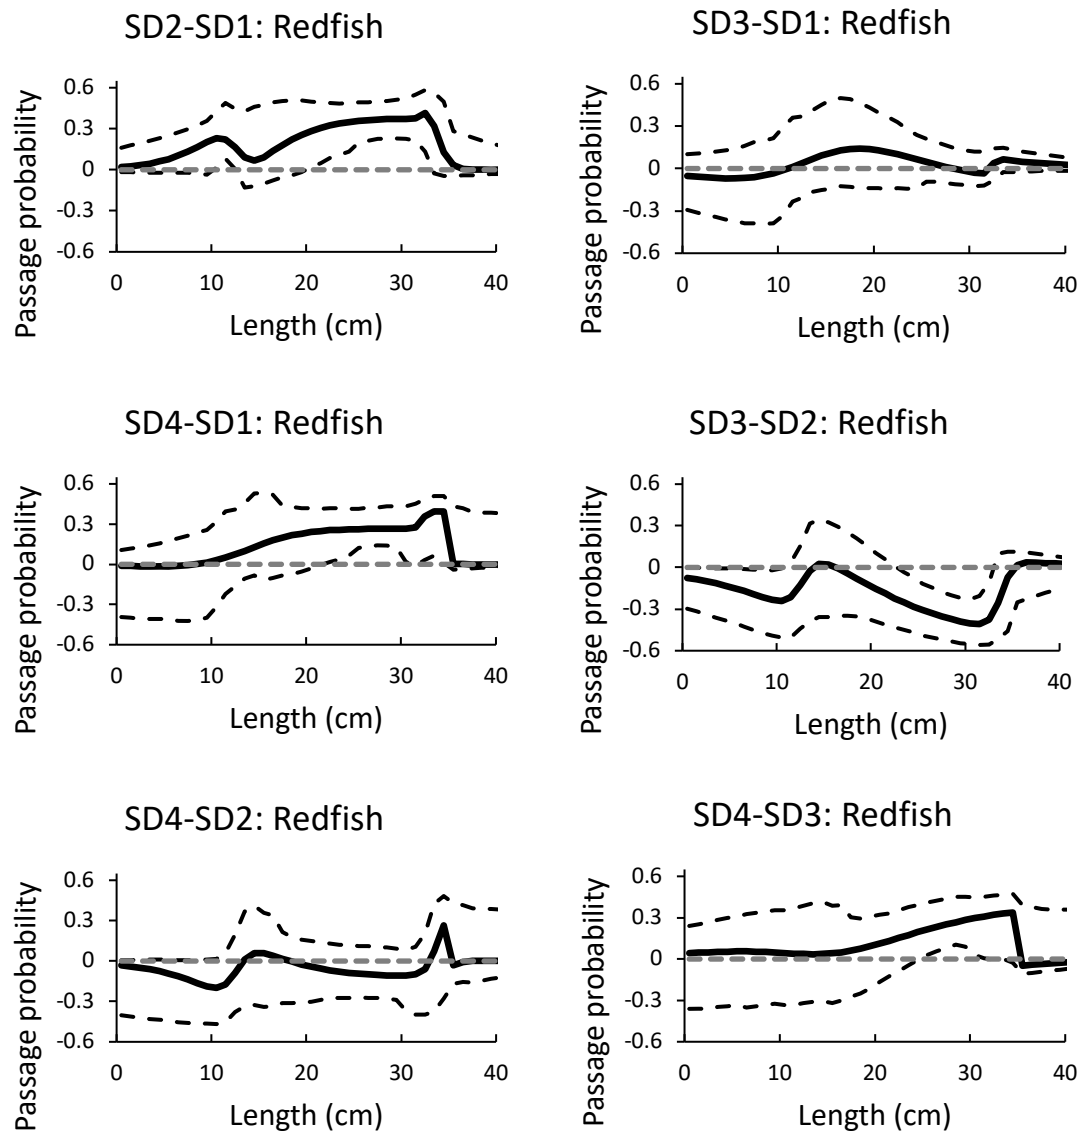 SD2-SD1: Redfish
Passage probability
0.6
0.3
0
-0.3
-0.6
0 10 20 30 40
Length (cm)
SD3-SD1: Redfish
Passage probability
0.6
0.3
0
-0.3
-0.6
0 10 20 30 40
Length (cm)
SD4-SD1: Redfish
Passage probability
0.6
0.3
0
-0.3
-0.6
0 10 20 30 40
Length (cm)
SD3-SD2: Redfish
Passage probability
0.6
0.3
0
-0.3
-0.6
0 10 20 30 40
Length (cm)
SD4-SD2: Redfish
Passage probability
0.6
0.3
0
-0.3
-0.6
0 10 20 30 40
Length (cm)
SD4-SD3: Redfish
Passage probability
0.6
0.3
0
-0.3
-0.6
0 10 20 30 40
Length (cm)